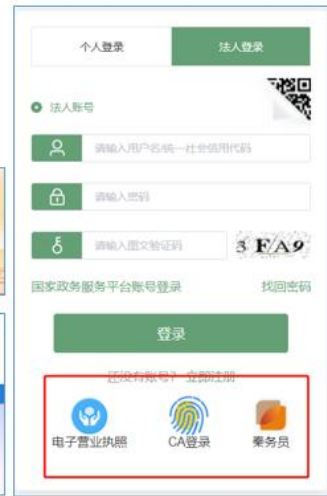 个人登录 法人登录
法人账号
请输入用户名/统一社会信用代码
请输入密码
请输入图文验证码 3 FA9
国家政务服务平台账号登录 找回密码
登录
还没有账号？ 立即注册
电子营业执照 CA登录 秦务员